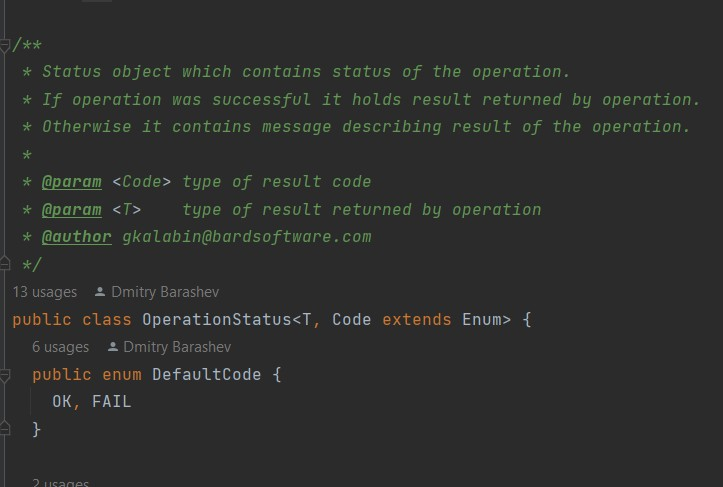 /**
 * Status object which contains status of the operation.
 * If operation was successful it holds result returned by operation.
 * Otherwise it contains message describing result of the operation.
 *
 * @param <Code> type of result code
 * @param <T>    type of result returned by operation
 * @author gkalabin@bardsoftware.com
 */
13 usages Dmitry Barashev
public class OperationStatus<T, Code extends Enum> {
6 usages Dmitry Barashev
public enum DefaultCode {
OK, FAIL
}
2 usages